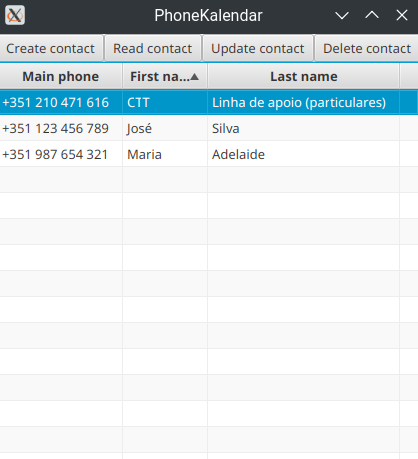 PhoneKalendar
Create contact Read contact Update contact Delete contact
Main phone First na... Last name
+351 210 471 616 CTT Linha de apoio (particulares)
+351 123 456 789 José Silva
+351 987 654 321 Maria Adelaide